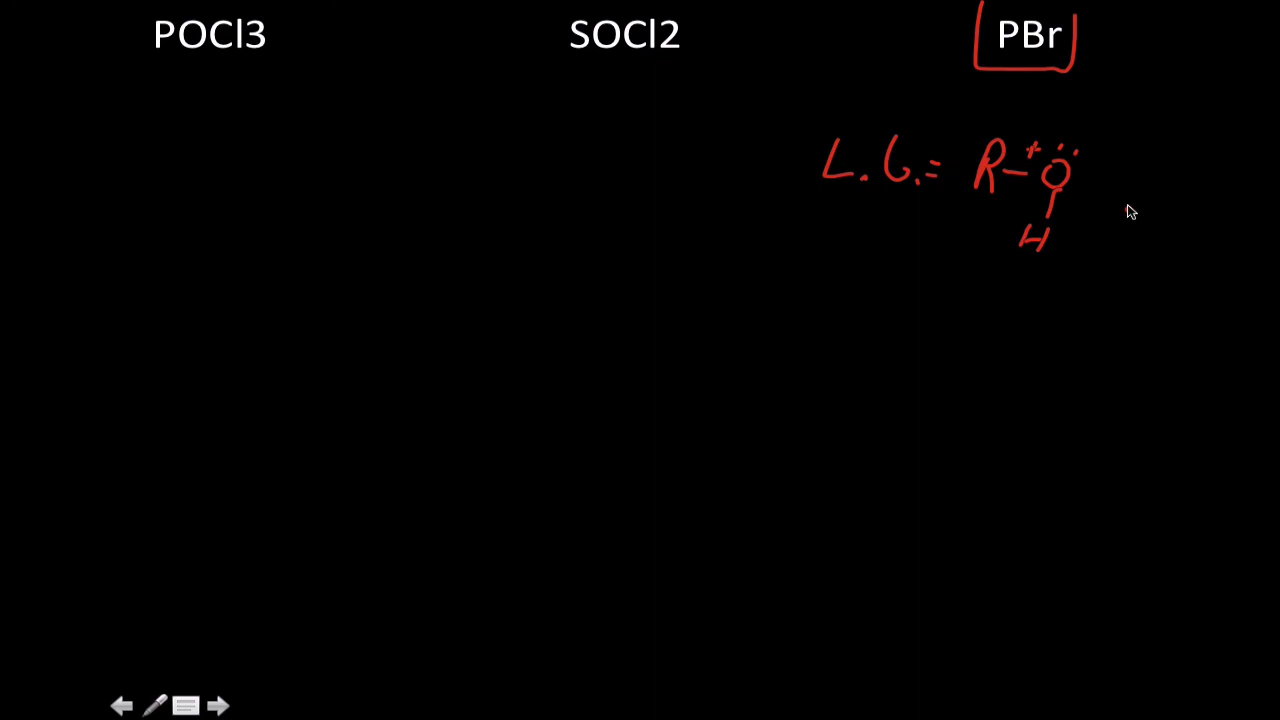 POCl3 SOCl2 PBr
L. G. = R - + Ö
H